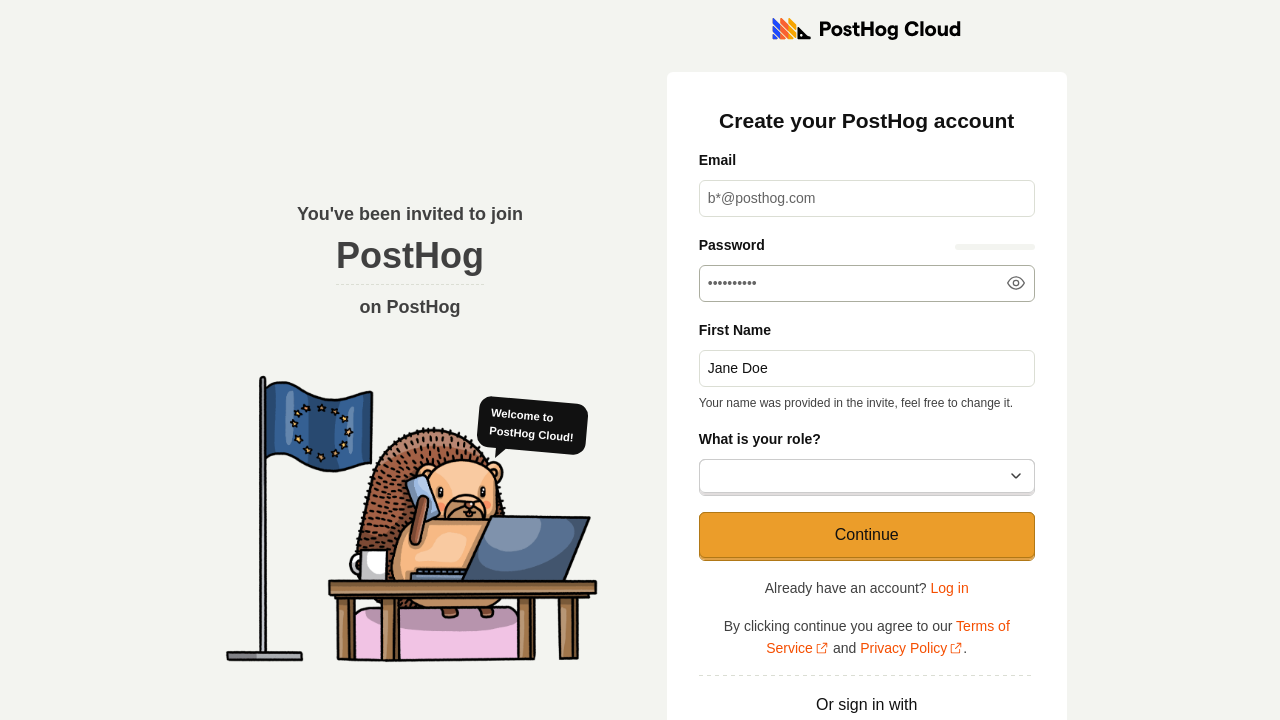 PostHog Cloud
You've been invited to join
PostHog
on PostHog
Welcome to
PostHog Cloud!
Create your PostHog account
Email
b*@posthog.com
Password
••••••••••
First Name
Jane Doe
Your name was provided in the invite, feel free to change it.
What is your role?
Continue
Already have an account? Log in
By clicking continue you agree to our Terms of
Service and Privacy Policy.
Or sign in with